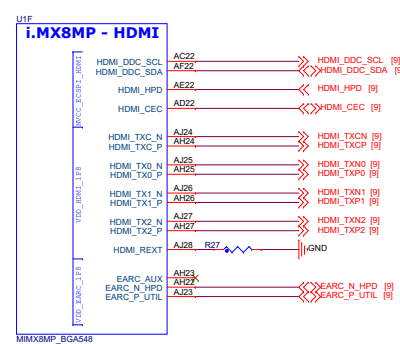 U1F
i.MX8MP - HDMI
NVCC_ECSPI_HDMI
HDMI_DDC_SCL AC22 HDMI_DDC_SCL [9]
HDMI_DDC_SDA AF22 HDMI_DDC_SDA [9]
HDMI_HPD AE22 HDMI_HPD [9]
HDMI_CEC AD22 HDMI_CEC [9]
VDD_HDMI_1P8
HDMI_TXC_N AJ24 HDMI_TXCN [9]
HDMI_TXC_P AH24 HDMI_TXCP [9]
HDMI_TX0_N AJ25 HDMI_TXN0 [9]
HDMI_TX0_P AH25 HDMI_TXP0 [9]
HDMI_TX1_N AJ26 HDMI_TXN1 [9]
HDMI_TX1_P AH26 HDMI_TXP1 [9]
HDMI_TX2_N AJ27 HDMI_TXN2 [9]
HDMI_TX2_P AH27 HDMI_TXP2 [9]
HDMI_REXT AJ28 R27 GND
VDD_EARC_1P8
EARC_AUX AH23
EARC_N_HPD AH22 EARC_N_HPD [9]
EARC_P_UTIL AJ23 EARC_P_UTIL [9]
MIMX8MP_BGA548